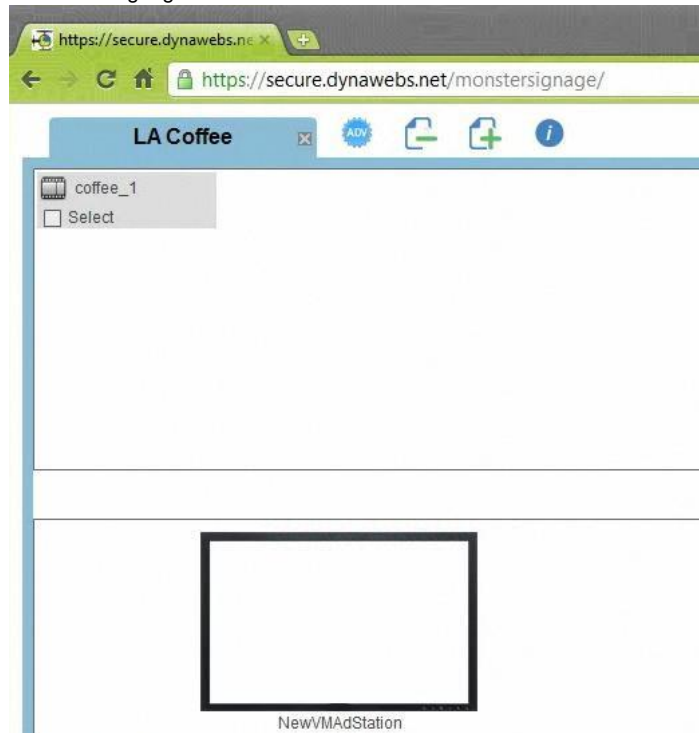 https://secure.dynawebs.ne
https://secure.dynawebs.net/monstersignage/
LA Coffee
ADV
i
coffee_1
Select
NewVMAdStation